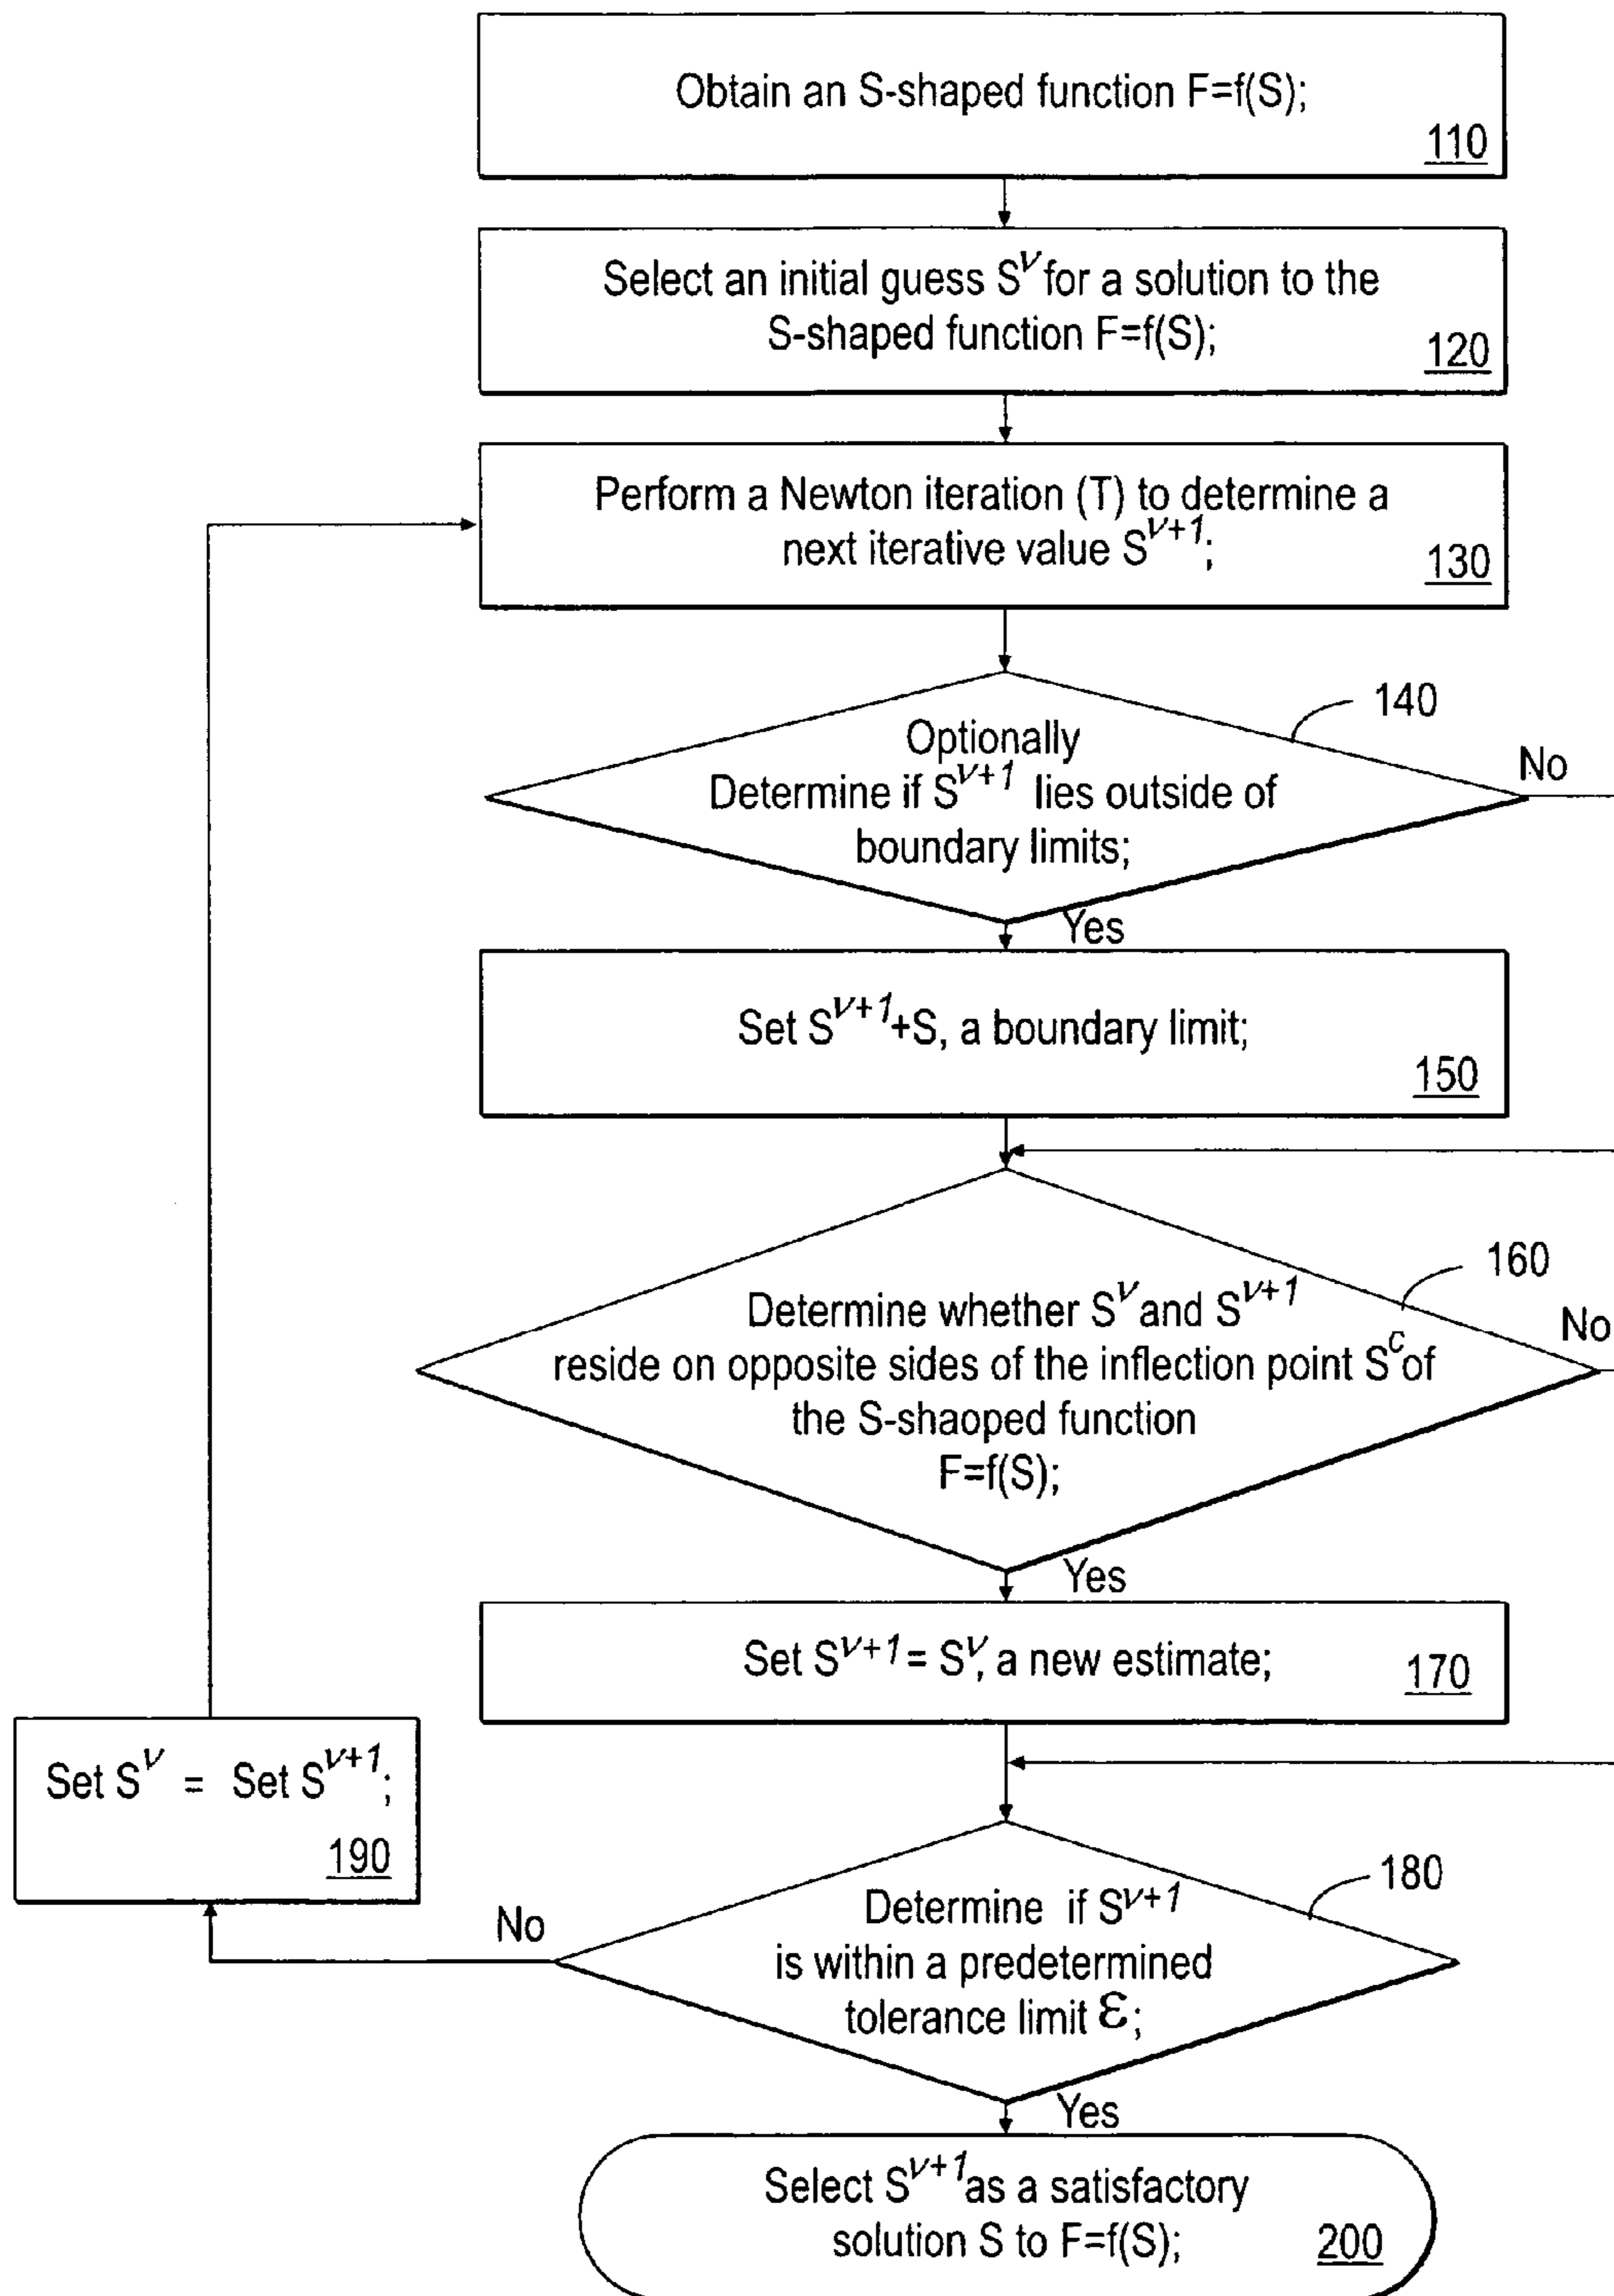 Obtain an S-shaped function F=f(S);
110
Select an initial guess S^ν for a solution to the
S-shaped function F=f(S);
120
Perform a Newton iteration (T) to determine a
next iterative value S^ν+1;
130
140
Optionally
Determine if S^ν+1 lies outside of
boundary limits;
No
Yes
Set S^ν+1+S, a boundary limit;
150
160
Determine whether S^ν and S^ν+1
reside on opposite sides of the inflection point S^c of
the S-shaoped function
F=f(S);
No
Yes
Set S^ν+1 = S^ν, a new estimate;
170
Set S^ν = Set S^ν+1;
190
180
Determine if S^ν+1
is within a predetermined
tolerance limit ε;
No
Yes
Select S^ν+1 as a satisfactory
solution S to F=f(S);
200